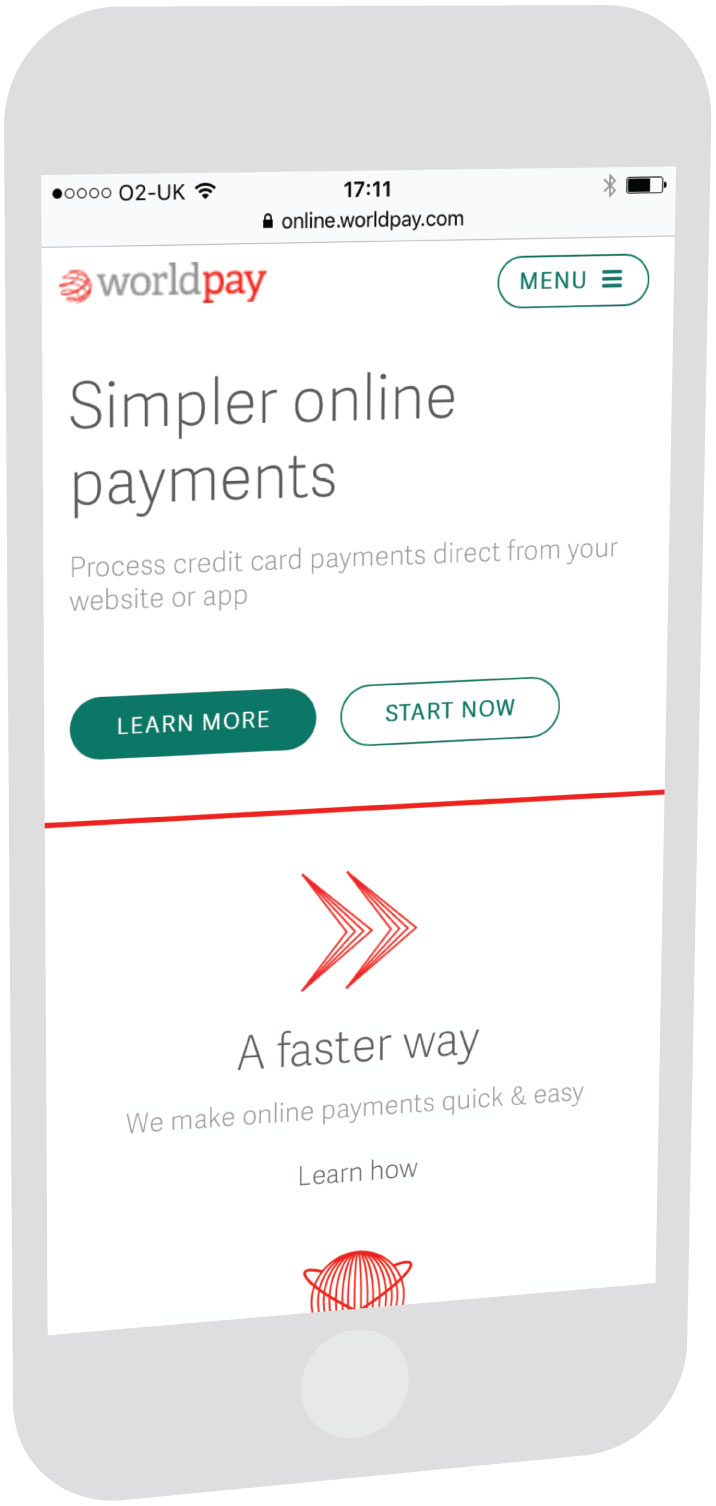 O2-UK 17:11
online.worldpay.com
worldpay MENU
Simpler online
payments
Process credit card payments direct from your
website or app
LEARN MORE START NOW
A faster way
We make online payments quick & easy
Learn how